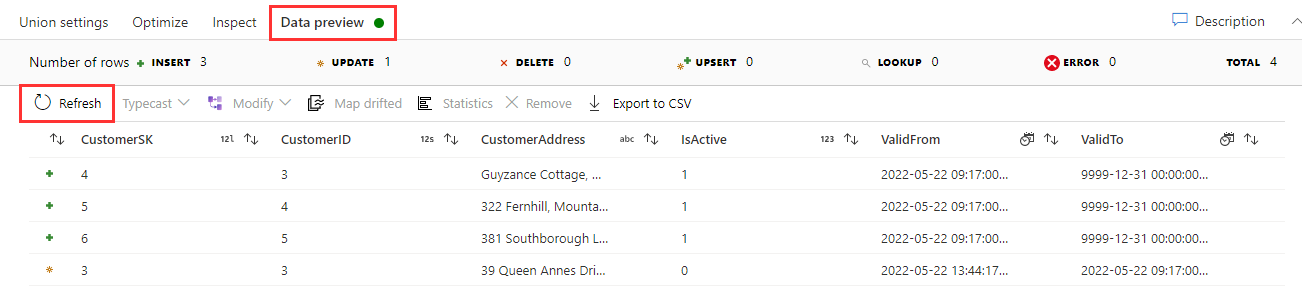 Union settings Optimize Inspect Data preview Description
Number of rows INSERT 3 UPDATE 1 DELETE 0 UPSERT 0 LOOKUP 0 ERROR 0 TOTAL 4
Refresh Typecast Modify Map drifted Statistics Remove Export to CSV
CustomerSK 12l CustomerID 12s CustomerAddress abc IsActive 123 ValidFrom ValidTo
4 3 Guyzance Cottage, ... 1 2022-05-22 09:17:00... 9999-12-31 00:00:00...
5 4 322 Fernhill, Mounta... 1 2022-05-22 09:17:00... 9999-12-31 00:00:00...
6 5 381 Southborough L... 1 2022-05-22 09:17:00... 9999-12-31 00:00:00...
3 3 39 Queen Annes Dri... 0 2022-05-22 13:44:17... 2022-05-22 09:17:00...